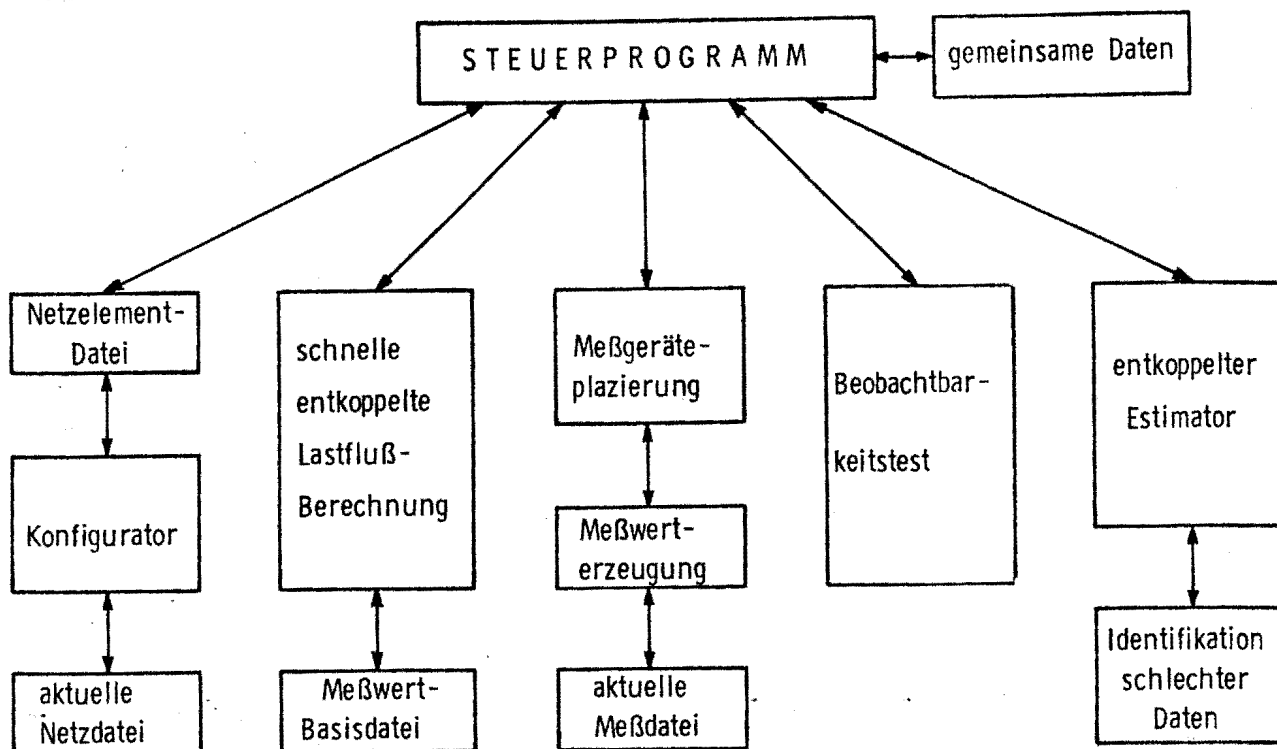 STEUERPROGRAMM
gemeinsame Daten
Netzelement-
Datei
Konfigurator
aktuelle
Netzdatei
schnelle
entkoppelte
Lastfluß-
Berechnung
Meßwert-
Basisdatei
Meßgeräte-
plazierung
Meßwert-
erzeugung
aktuelle
Meßdatei
Beobachtbar-
keitstest
entkoppelter
Estimator
Identifikation
schlechter
Daten